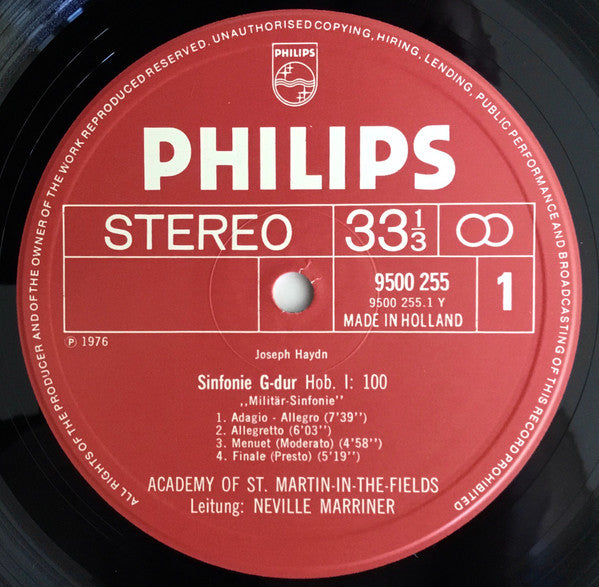 ALL RIGHTS OF THE PRODUCER AND OF THE OWNER OF THE WORK REPRODUCED RESERVED. UNAUTHORISED COPYING, HIRING, LENDING, PUBLIC PERFORMANCE AND BROADCASTING OF THIS RECORD PROHIBITED
PHILIPS
PHILIPS
STEREO 33 1/3
9500 255
9500 255.1 Y
MADE IN HOLLAND
1
Ⓟ 1976
Joseph Haydn
Sinfonie G-dur Hob. I: 100
,,Militär-Sinfonie''
1. Adagio - Allegro (7'39'')
2. Allegretto (6'03'')
3. Menuet (Moderato) (4'58'')
4. Finale (Presto) (5'19'')
ACADEMY OF ST. MARTIN-IN-THE-FIELDS
Leitung: NEVILLE MARRINER